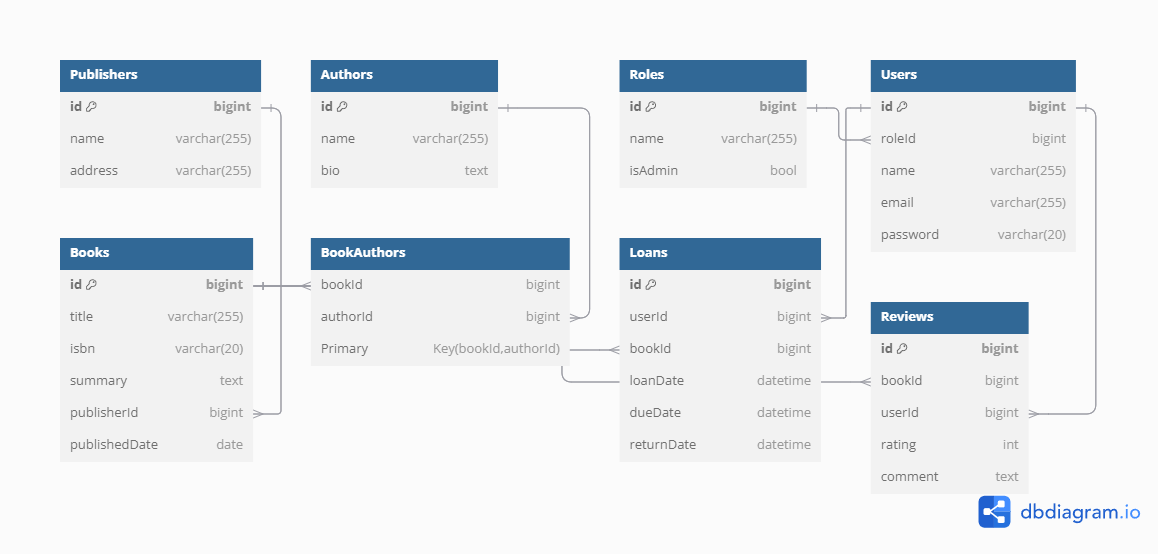 Publishers
id bigint
name varchar(255)
address varchar(255)
Authors
id bigint
name varchar(255)
bio text
Roles
id bigint
name varchar(255)
isAdmin bool
Users
id bigint
roleId bigint
name varchar(255)
email varchar(255)
password varchar(20)
Books
id bigint
title varchar(255)
isbn varchar(20)
summary text
publisherId bigint
publishedDate date
BookAuthors
bookId bigint
authorId bigint
Primary Key(bookId,authorId)
Loans
id bigint
userId bigint
bookId bigint
loanDate datetime
dueDate datetime
returnDate datetime
Reviews
id bigint
bookId bigint
userId bigint
rating int
comment text
dbdiagram.io